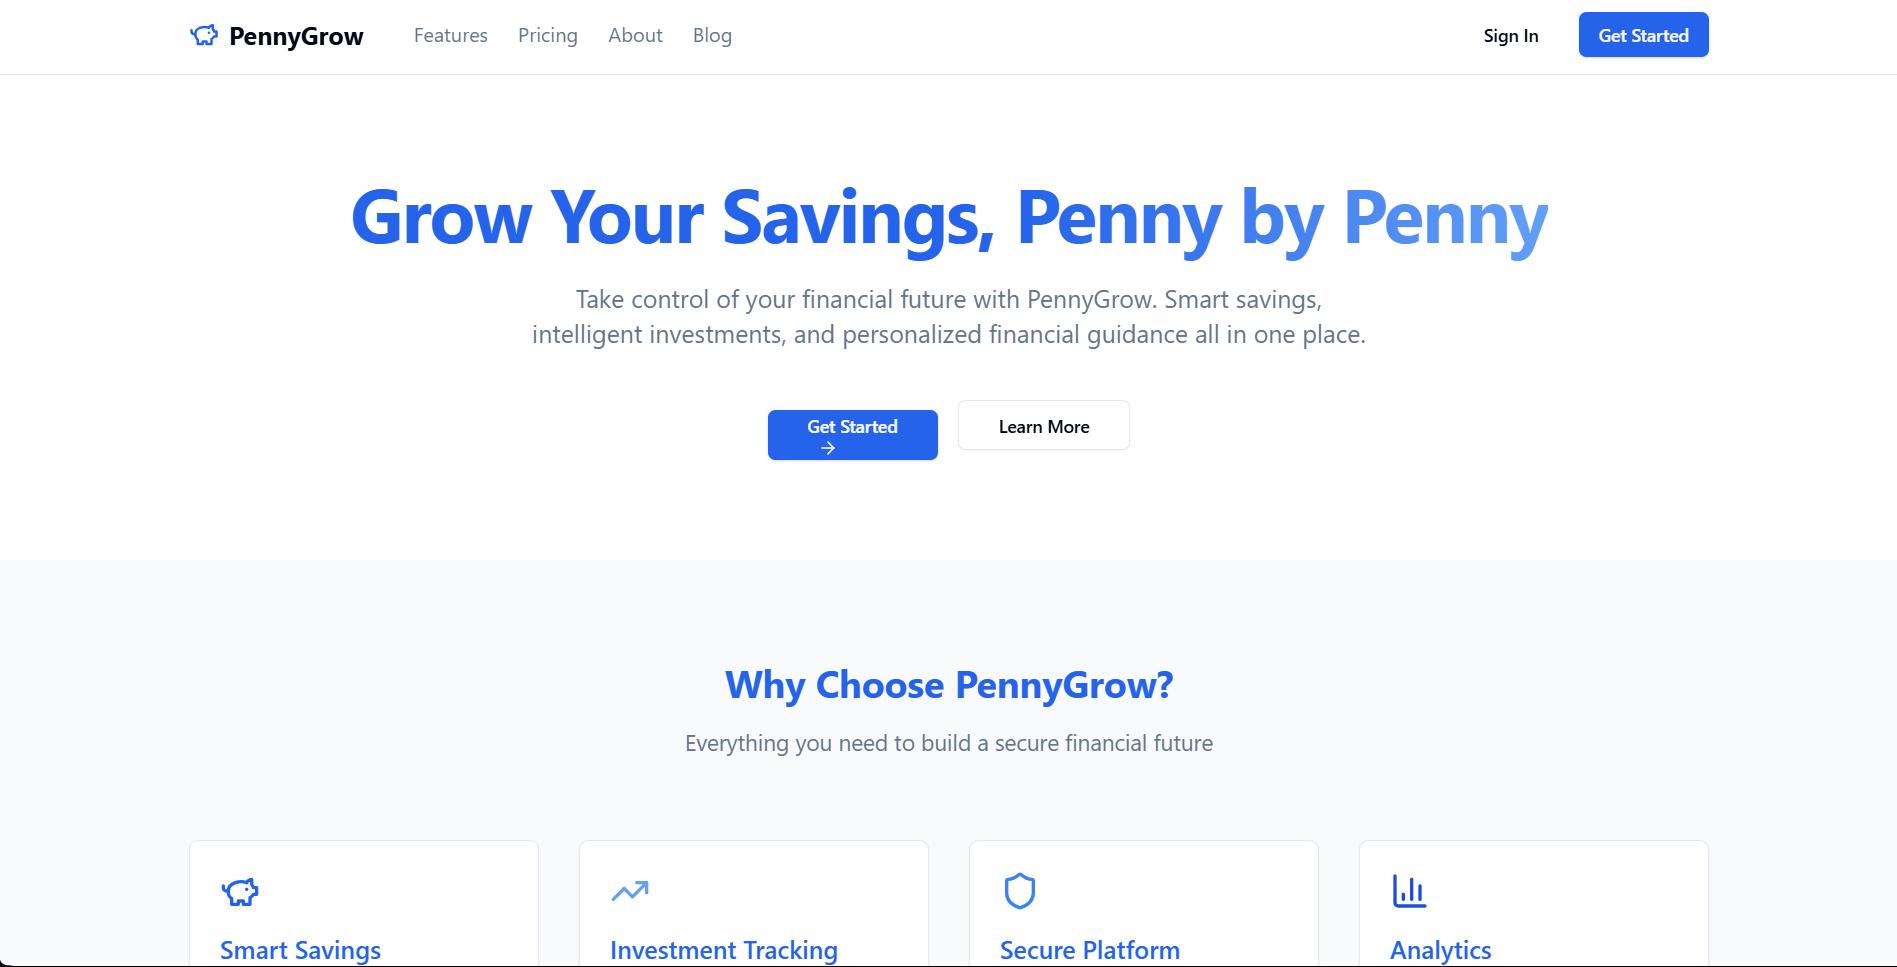 PennyGrow
Features
Pricing
About
Blog
Sign In
Get Started
Grow Your Savings, Penny by Penny
Take control of your financial future with PennyGrow. Smart savings,
intelligent investments, and personalized financial guidance all in one place.
Get Started
Learn More
Why Choose PennyGrow?
Everything you need to build a secure financial future
Smart Savings
Investment Tracking
Secure Platform
Analytics